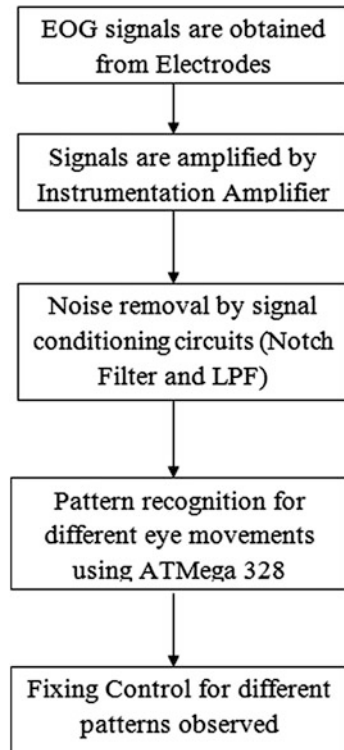 EOG signals are obtained
from Electrodes
Signals are amplified by
Instrumentation Amplifier
Noise removal by signal
conditioning circuits (Notch
Filter and LPF)
Pattern recognition for
different eye movements
using ATMega 328
Fixing Control for different
patterns observed